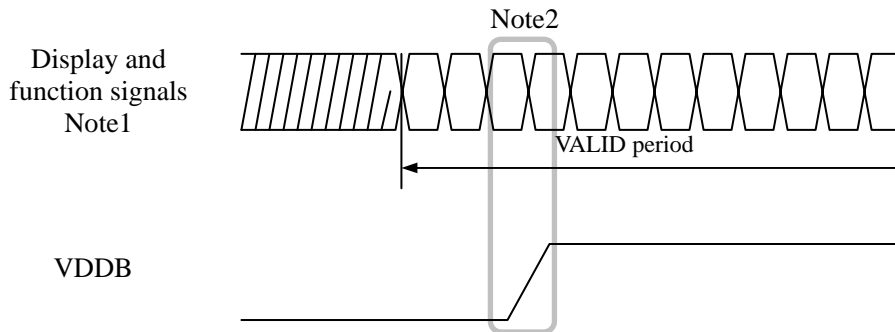 Note2
Display and
function signals
Note1
VALID period
VDDB